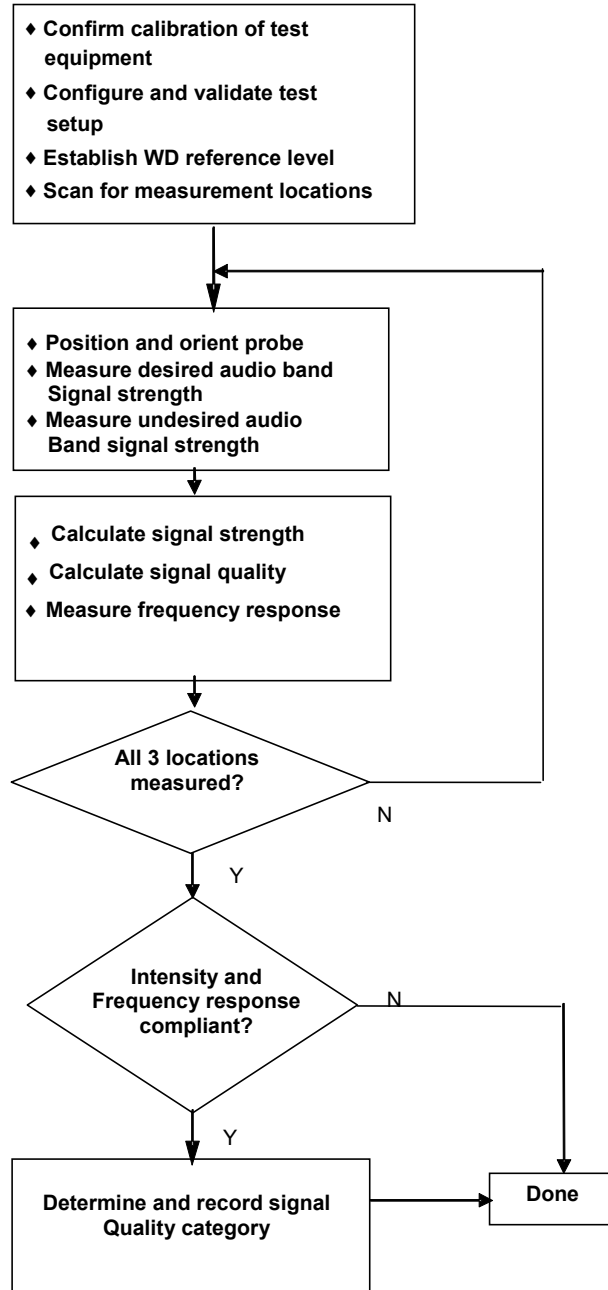 ♦ Confirm calibration of test
equipment
♦ Configure and validate test
setup
♦ Establish WD reference level
♦ Scan for measurement locations
♦ Position and orient probe
♦ Measure desired audio band
Signal strength
♦ Measure undesired audio
Band signal strength
♦ Calculate signal strength
♦ Calculate signal quality
♦ Measure frequency response
All 3 locations
measured?
N
Y
Intensity and
Frequency response
compliant?
N
Y
Determine and record signal
Quality category
Done